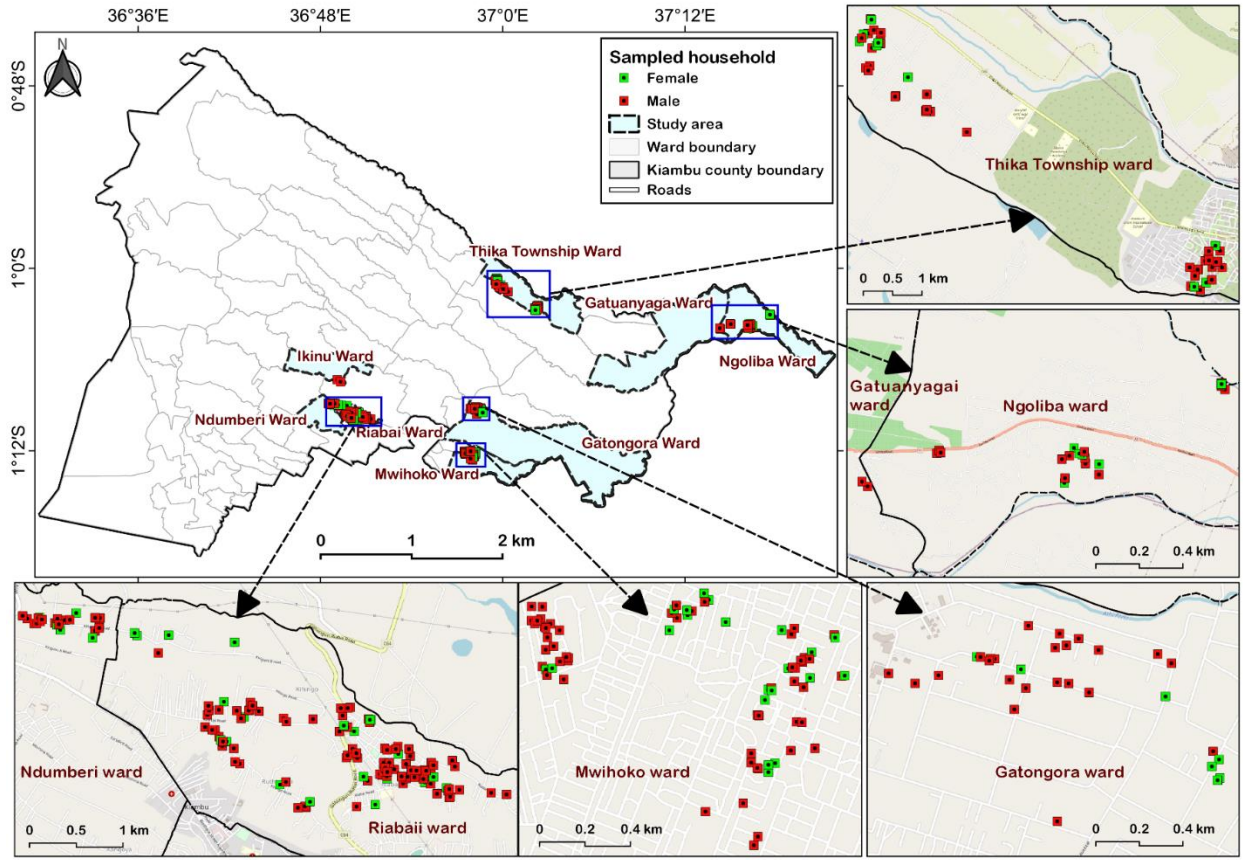 36°36'E 36°48'E 37°0'E 37°12'E
0°48'S
1°0'S
1°12'S
N
Sampled household
Female
Male
Study area
Ward boundary
Kiambu county boundary
Roads
Thika Township Ward
Gatuanyaga Ward
Ngoliba Ward
Ikinu Ward
Ndumberi Ward
Riabai Ward
Gatongora Ward
Mwihoko Ward
0 1 2 km
Thika Township ward
0 0.5 1 km
Gatuanyagai
ward
Ngoliba ward
0 0.2 0.4 km
Ndumberi ward
Kiambu
Riabaii ward
0 0.5 1 km
Mwihoko ward
0 0.2 0.4 km
Gatongora ward
0 0.2 0.4 km